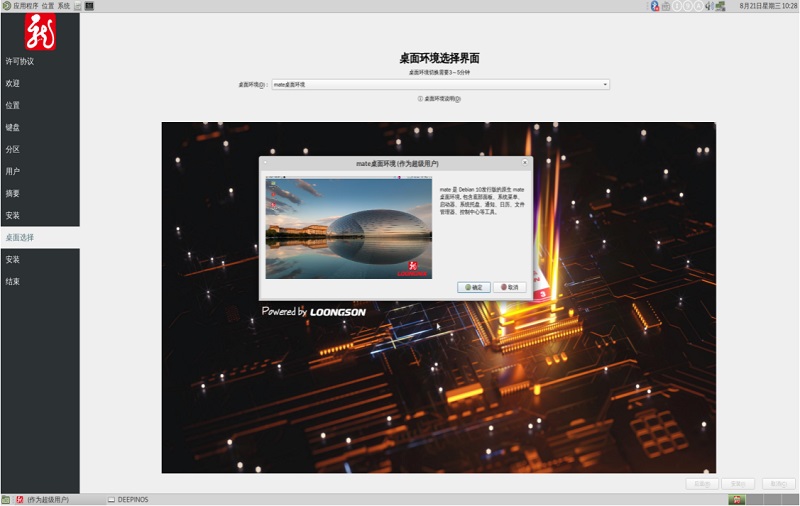 应用程序 位置 系统
8月21日星期三 10:28
许可协议
欢迎
位置
键盘
分区
用户
摘要
安装
桌面选择
安装
结束
桌面环境选择界面
桌面环境切换需要3～5分钟
桌面环境(D): mate桌面环境
桌面环境说明(I)
mate桌面环境 (作为超级用户)
mate 是 Debian 10发行版的原生 mate
桌面环境, 包含底部面板、系统菜单、
启动器、系统托盘、通知、日历、文件
管理器、控制中心等工具。
LOONGSON
确定
取消
Powered by LOONGSON
(作为超级用户)
DEEPINOS